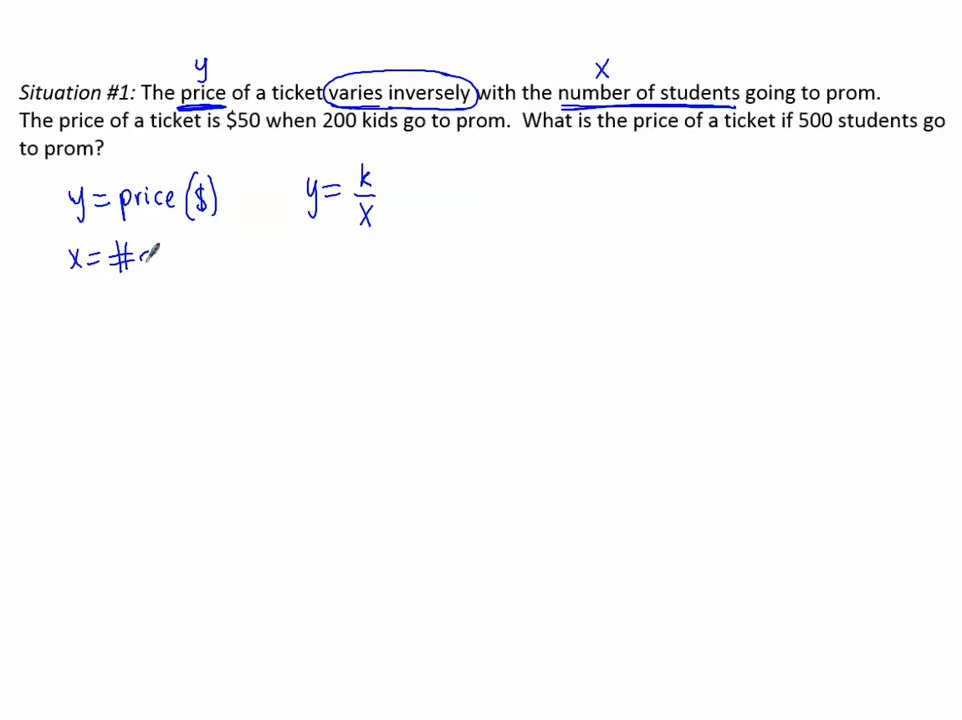 y x
Situation #1: The price of a ticket varies inversely with the number of students going to prom.
The price of a ticket is $50 when 200 kids go to prom. What is the price of a ticket if 500 students go
to prom?
y = price ($) y = k/x
x = #